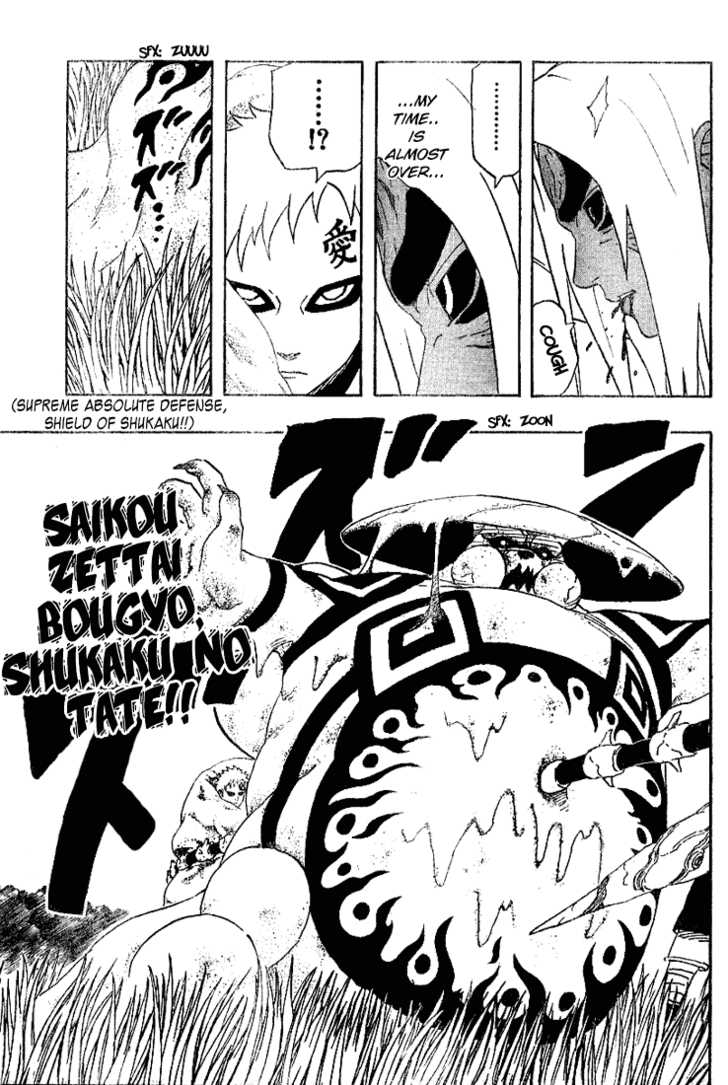 SFX: ZUUUU
COUGH
.........
...MY
TIME..
IS
ALMOST
OVER...
......
!?
愛
ズ
ズ
...
(SUPREME ABSOLUTE DEFENSE,
SHIELD OF SHUKAKU!!)
SFX: ZOON
ズン
SAIKOU
ZETTAI
BOUGYO,
SHUKAKU NO
TATE!!